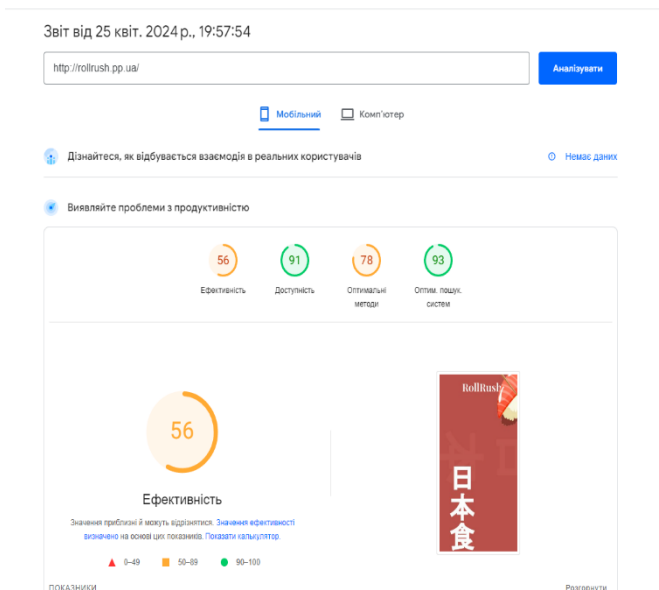 Звіт від 25 квіт. 2024 р., 19:57:54
http://rollrush.pp.ua/
Аналізувати
Мобільний
Комп'ютер
Дізнайтеся, як відбувається взаємодія в реальних користувачів
Немає даних
Виявляйте проблеми з продуктивністю
56 91 78 93
Ефективність Доступність Оптимальні методи Оптим. пошук. систем
RollRush
日本食
56
Ефективність
Значення приблизні й можуть відрізнятися. Значення ефективності
визначено на основі цих показників. Показати калькулятор.
0–49 50–89 90–100
ПОКАЗНИКИ
Розгорнути